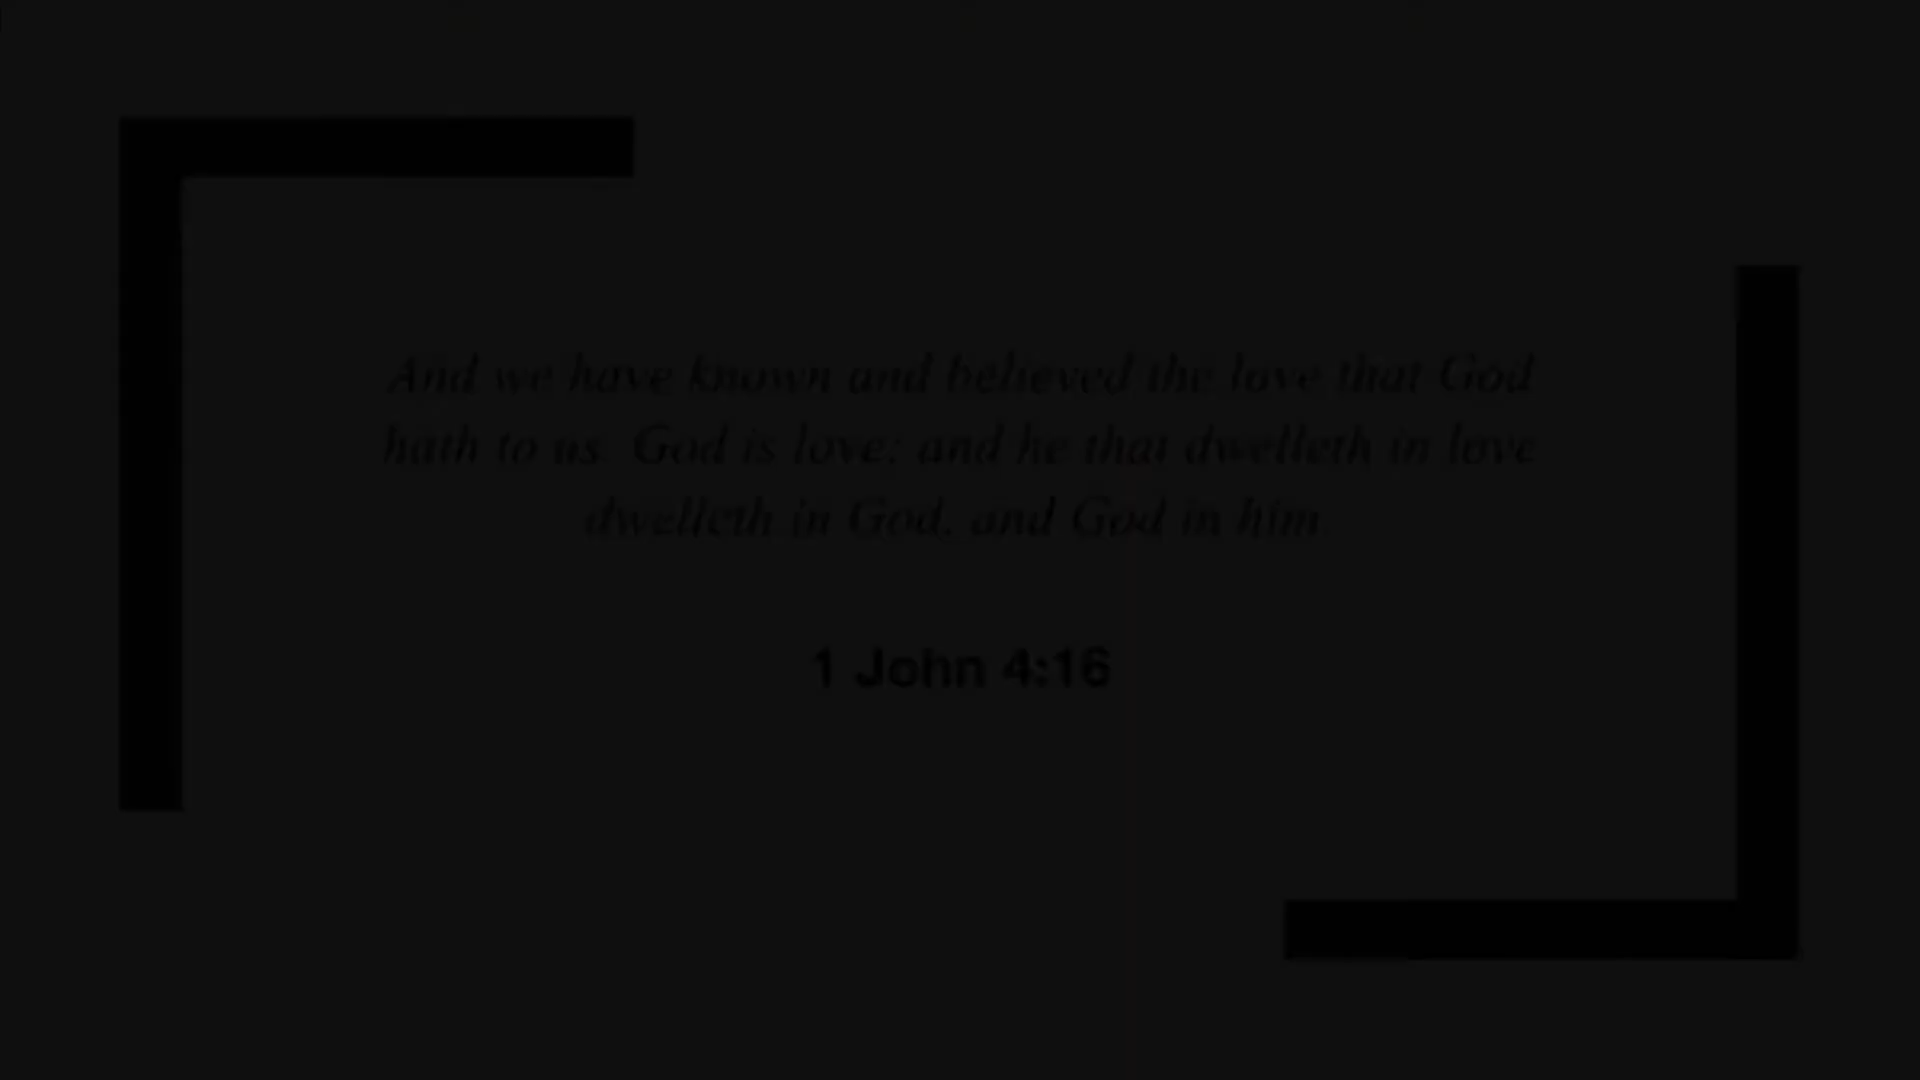 And we have known and believed the love that God
hath to us. God is love; and he that dwelleth in love
dwelleth in God, and God in him.
1 John 4:16